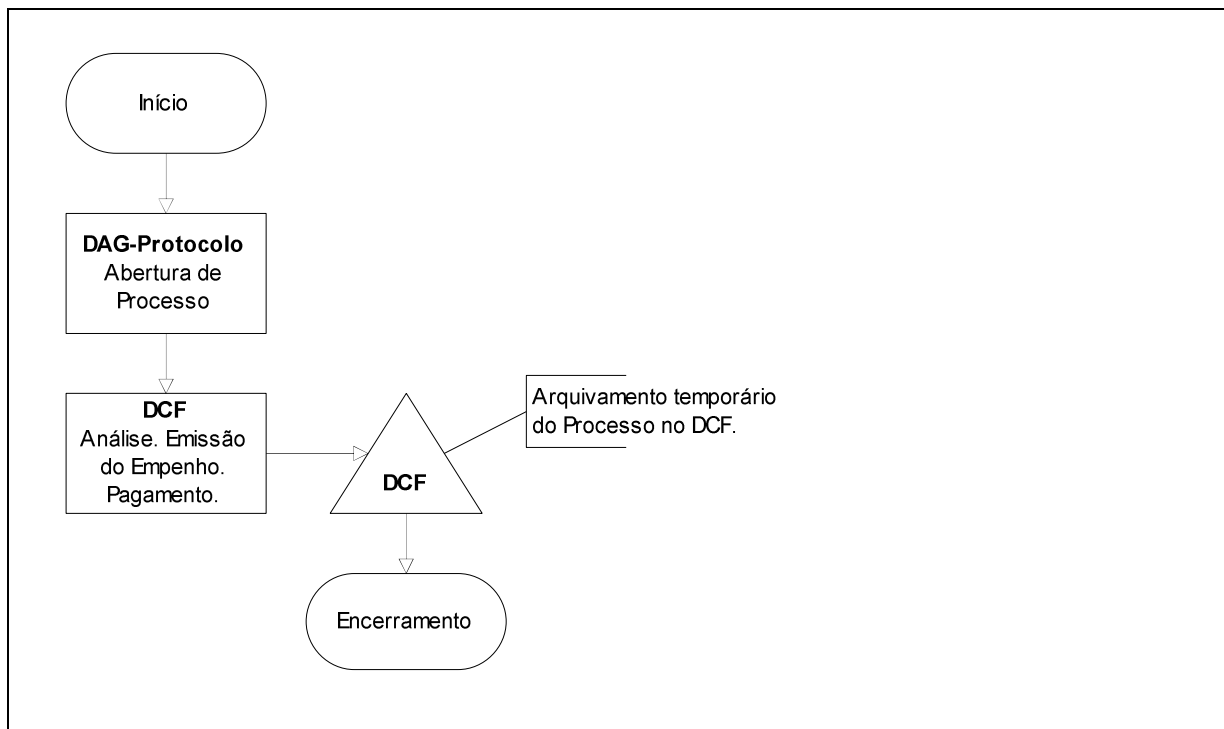 Início
DAG-Protocolo
Abertura de
Processo
DCF
Análise. Emissão
do Empenho.
Pagamento.
DCF
Arquivamento temporário
do Processo no DCF.
Encerramento